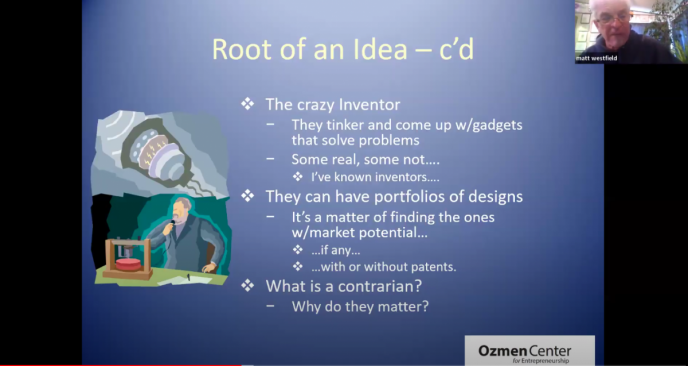 matt westfield
Root of an Idea – c’d
❖ The crazy Inventor
– They tinker and come up w/gadgets
that solve problems
– Some real, some not....
❖ I’ve known inventors....
❖ They can have portfolios of designs
– It’s a matter of finding the ones
w/market potential...
❖ ...if any...
❖ ...with or without patents.
❖ What is a contrarian?
– Why do they matter?
Ozmen Center
for Entrepreneurship